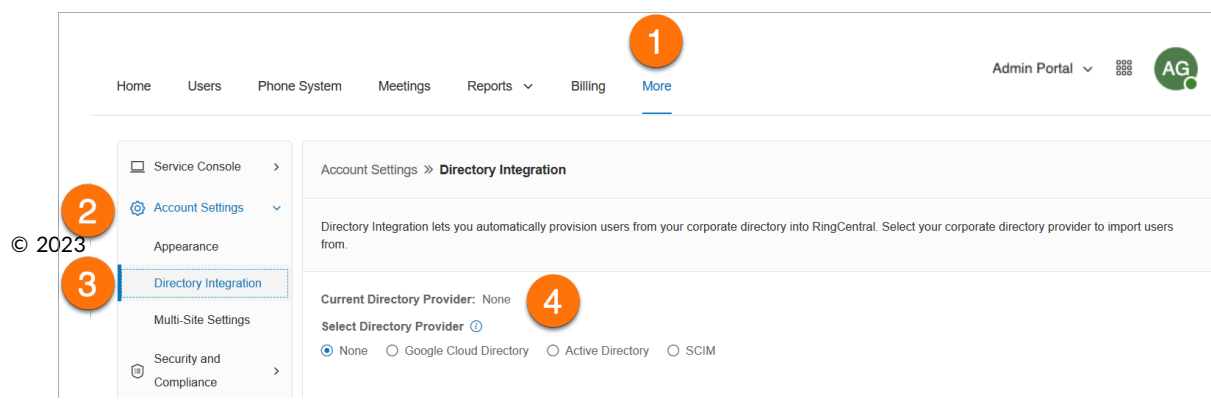 1
Home Users Phone System Meetings Reports Billing More
Admin Portal AG
Service Console
2 Account Settings
© 2023 Appearance
3 Directory Integration
Multi-Site Settings
Security and
Compliance
Account Settings » Directory Integration
Directory Integration lets you automatically provision users from your corporate directory into RingCentral. Select your corporate directory provider to import users
from.
Current Directory Provider: None 4
Select Directory Provider
None Google Cloud Directory Active Directory SCIM